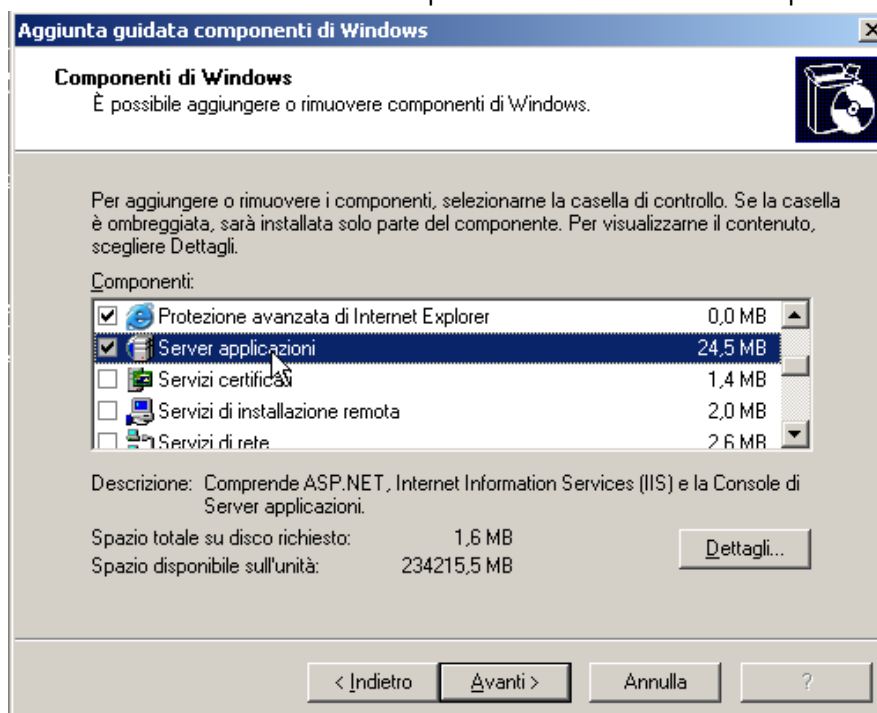 Aggiunta guidata componenti di Windows
Componenti di Windows
È possibile aggiungere o rimuovere componenti di Windows.
Per aggiungere o rimuovere i componenti, selezionarne la casella di controllo. Se la casella
è ombreggiata, sarà installata solo parte del componente. Per visualizzarne il contenuto,
scegliere Dettagli.
Componenti:
Protezione avanzata di Internet Explorer 0,0 MB
Server applicazioni 24,5 MB
Servizi certificati 1,4 MB
Servizi di installazione remota 2,0 MB
Servizi di rete 2,6 MB
Descrizione: Comprende ASP.NET, Internet Information Services (IIS) e la Console di
Server applicazioni.
Spazio totale su disco richiesto: 1,6 MB
Spazio disponibile sull'unità: 234215,5 MB
Dettagli...
< Indietro Avanti > Annulla ?